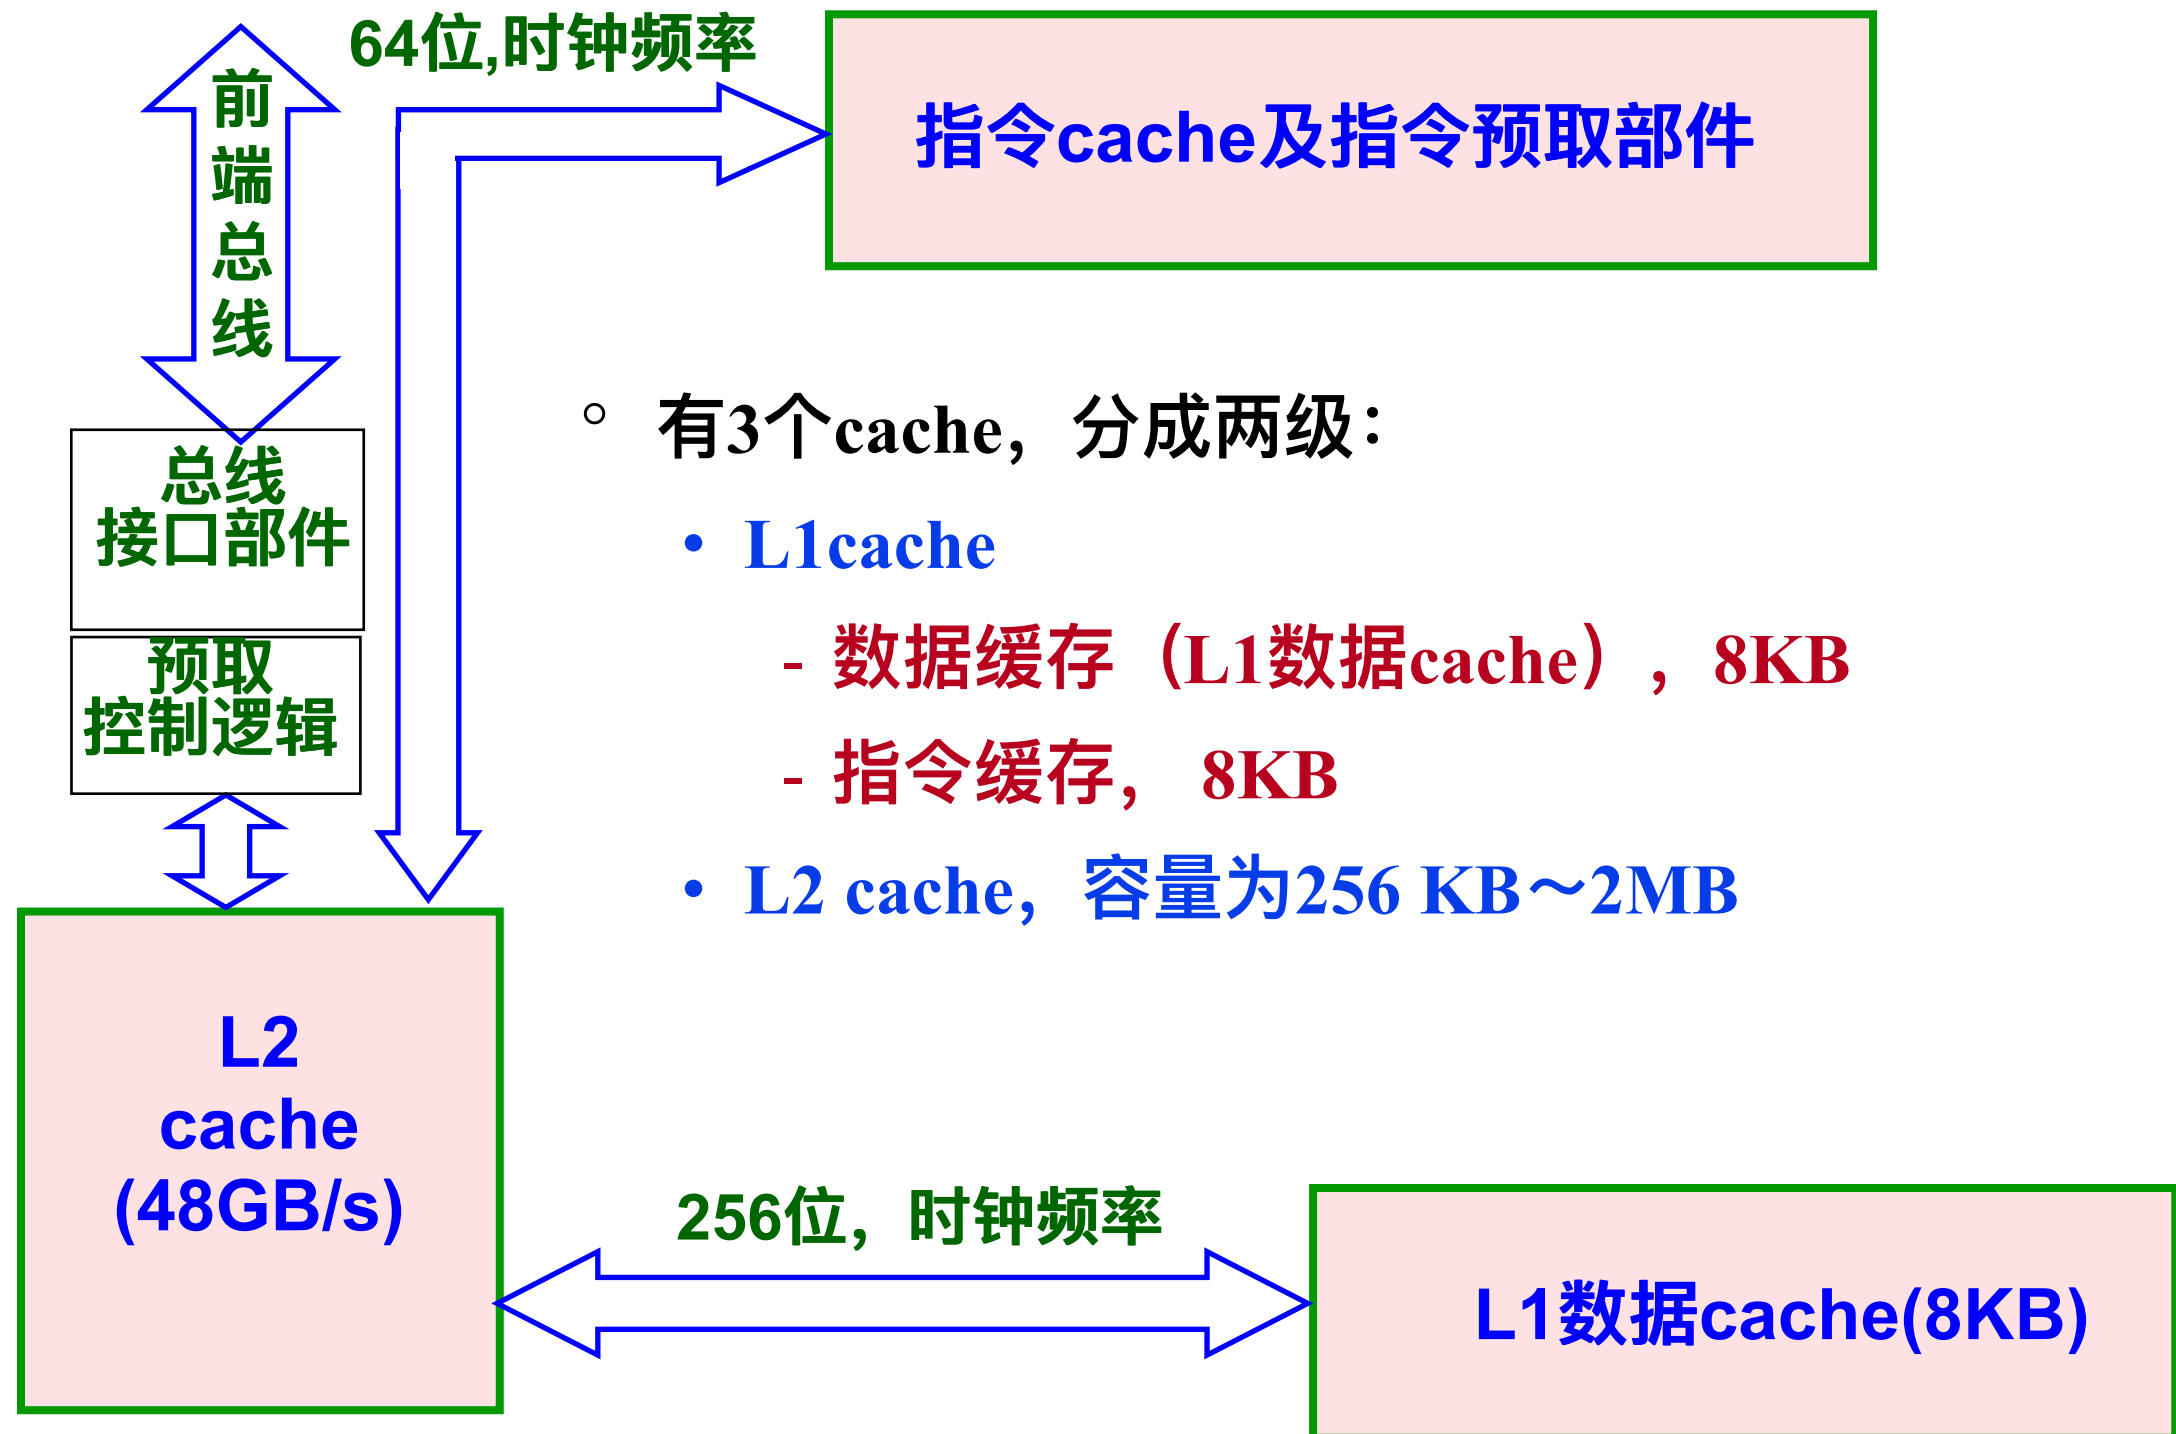 64位,时钟频率
前
端
总
线
指令cache及指令预取部件
有3个cache，分成两级：
总线
接口部件
• L1cache
- 数据缓存（L1数据cache），8KB
预取
控制逻辑
- 指令缓存， 8KB
• L2 cache，容量为256 KB～2MB
L2
cache
(48GB/s)
256位，时钟频率
L1数据cache(8KB)